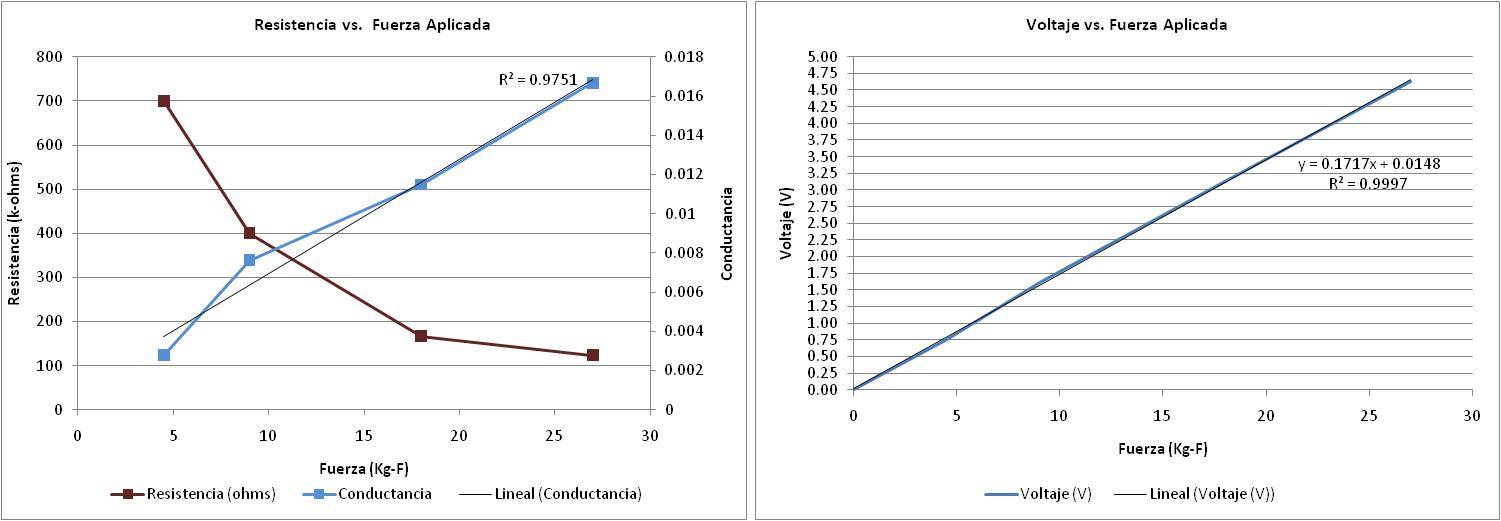 Resistencia vs. Fuerza Aplicada
R² = 0.9751
800
700
600
500
400
300
200
100
0
Resistencia (k-ohms)
0.018
0.016
0.014
0.012
0.01
0.008
0.006
0.004
0.002
0
Conductancia
0 5 10 15 20 25 30
Fuerza (Kg-F)
Resistencia (ohms) Conductancia Lineal (Conductancia)
Voltaje vs. Fuerza Aplicada
5.00
4.75
4.50
4.25
4.00
3.75
3.50
3.25
3.00
2.75
2.50
2.25
2.00
1.75
1.50
1.25
1.00
0.75
0.50
0.25
0.00
Voltaje (V)
y = 0.1717x + 0.0148
R² = 0.9997
0 5 10 15 20 25 30
Fuerza (Kg-F)
Voltaje (V) Lineal (Voltaje (V))